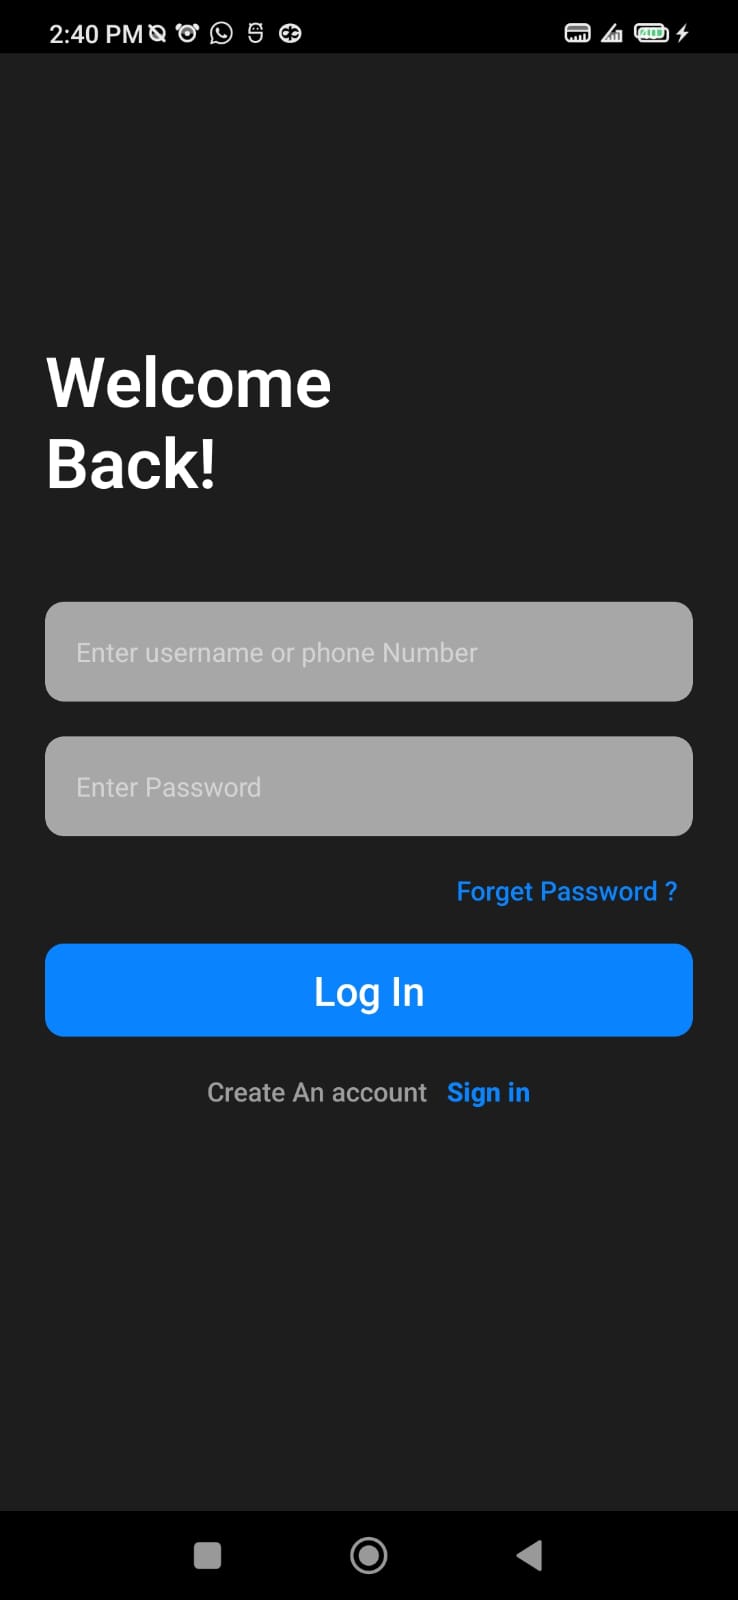 2:40 PM
Welcome
Back!
Enter username or phone Number
Enter Password
Forget Password ?
Log In
Create An account Sign in